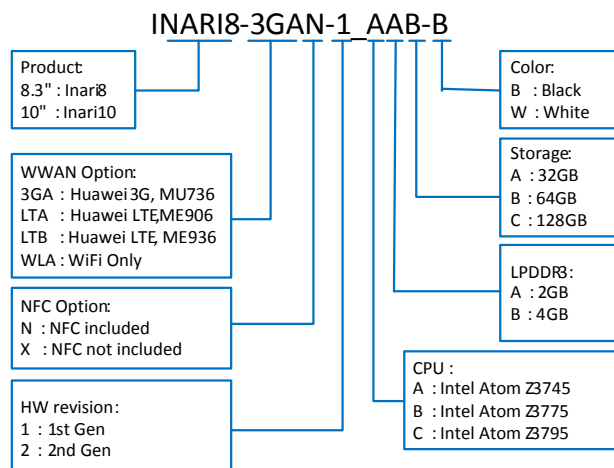 INARI8-3GAN-1_AAB-B
Product:
8.3" : Inari8
10" : Inari10
WWAN Option:
3GA : Huawei 3G, MU736
LTA : Huawei LTE,ME906
LTB : Huawei LTE, ME936
WLA : WiFi Only
NFC Option:
N : NFC included
X : NFC not included
HW revision:
1 : 1st Gen
2 : 2nd Gen
Color:
B : Black
W : White
Storage:
A : 32GB
B : 64GB
C : 128GB
LPDDR3:
A : 2GB
B : 4GB
CPU :
A : Intel Atom Z3745
B : Intel Atom Z3775
C : Intel Atom Z3795